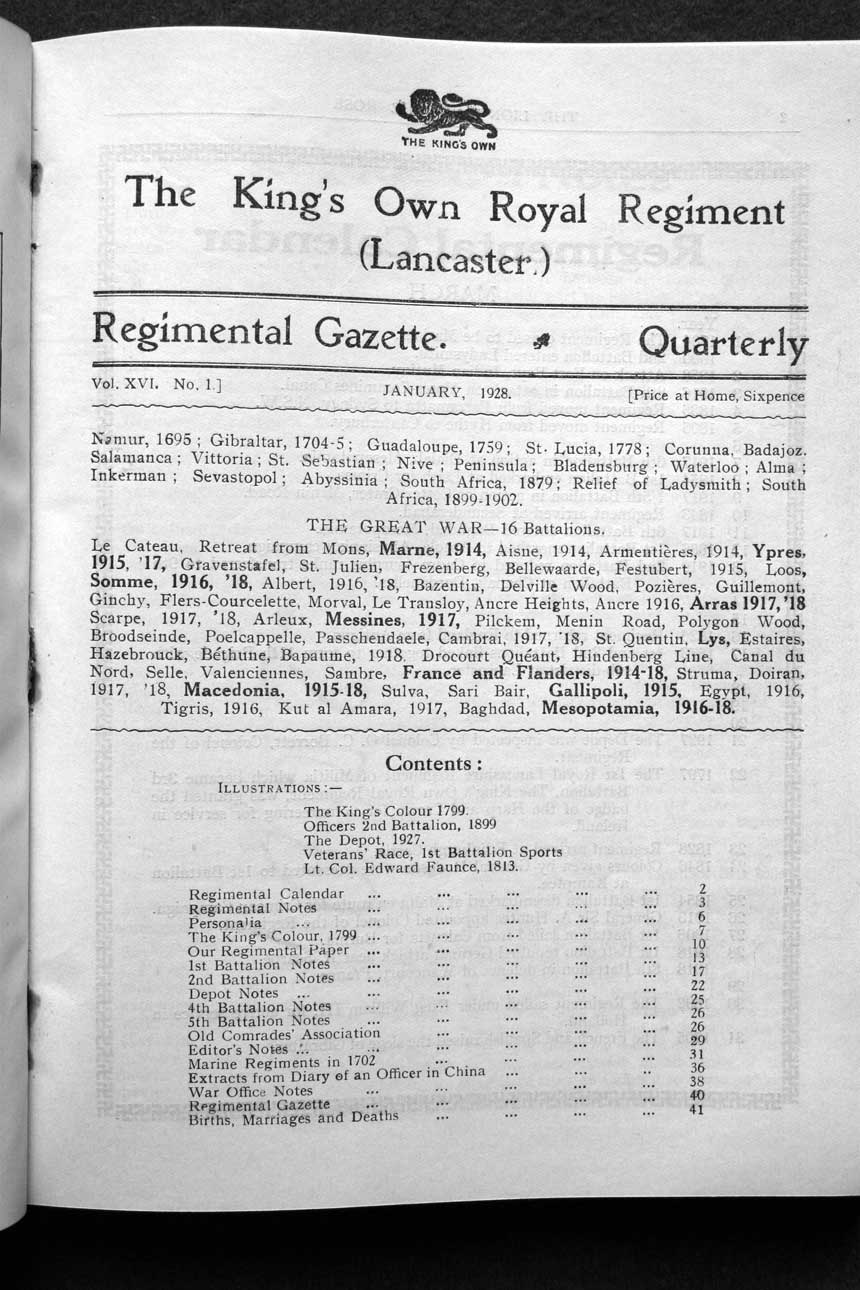 THE KING'S OWN
The King's Own Royal Regiment
(Lancaster.)
Regimental Gazette. Quarterly
Vol. XVI. No. 1.] JANUARY, 1928. [Price at Home, Sixpence
Namur, 1695 ; Gibraltar, 1704-5 ; Guadaloupe, 1759 ; St. Lucia, 1778 ; Corunna, Badajoz.
Salamanca ; Vittoria ; St. Sebastian ; Nive ; Peninsula ; Bladensburg ; Waterloo ; Alma ;
Inkerman ; Sevastopol ; Abyssinia ; South Africa, 1879 ; Relief of Ladysmith ; South
Africa, 1899-1902.
THE GREAT WAR—16 Battalions.
Le Cateau, Retreat from Mons, Marne, 1914, Aisne, 1914, Armentières, 1914, Ypres,
1915, '17, Gravenstafel, St. Julien, Frezenberg, Bellewaarde, Festubert, 1915, Loos,
Somme, 1916, '18, Albert, 1916, '18, Bazentin, Delville Wood, Pozières, Guillemont,
Ginchy, Flers-Courcelette, Morval, Le Transloy, Ancre Heights, Ancre 1916, Arras 1917, '18
Scarpe, 1917, '18, Arleux, Messines, 1917, Pilckem, Menin Road, Polygon Wood,
Broodseinde, Poelcappelle, Passchendaele, Cambrai, 1917, '18, St. Quentin, Lys, Estaires,
Hazebrouck, Béthune, Bapaume, 1918. Drocourt Quéant, Hindenberg Line, Canal du
Nord, Selle, Valenciennes, Sambre, France and Flanders, 1914-18, Struma, Doiran,
1917, '18, Macedonia, 1915-18, Sulva, Sari Bair, Gallipoli, 1915, Egypt, 1916,
Tigris, 1916, Kut al Amara, 1917, Baghdad, Mesopotamia, 1916-18.
Contents :
ILLUSTRATIONS :—
The King's Colour 1799.
Officers 2nd Battalion, 1899
The Depot, 1927.
Veterans' Race, 1st Battalion Sports
Lt. Col. Edward Faunce, 1813.
Regimental Calendar ... ... ... ... ... 2
Regimental Notes ... ... ... ... ... 3
Personalia ... ... ... ... ... ... 6
The King's Colour, 1799 ... ... ... ... ... 7
Our Regimental Paper ... ... ... ... ... 10
1st Battalion Notes ... ... ... ... ... 13
2nd Battalion Notes ... ... ... ... ... 17
Depot Notes ... ... ... ... ... ... 22
4th Battalion Notes ... ... ... ... ... 25
5th Battalion Notes ... ... ... ... ... 26
Old Comrades' Association ... ... ... ... 26
Editor's Notes ... ... ... ... ... ... 29
Marine Regiments in 1702 ... ... ... ... 31
Extracts from Diary of an Officer in China ... ... ... 36
War Office Notes ... ... ... ... ... 38
Regimental Gazette ... ... ... ... ... 40
Births, Marriages and Deaths ... ... ... ... 41